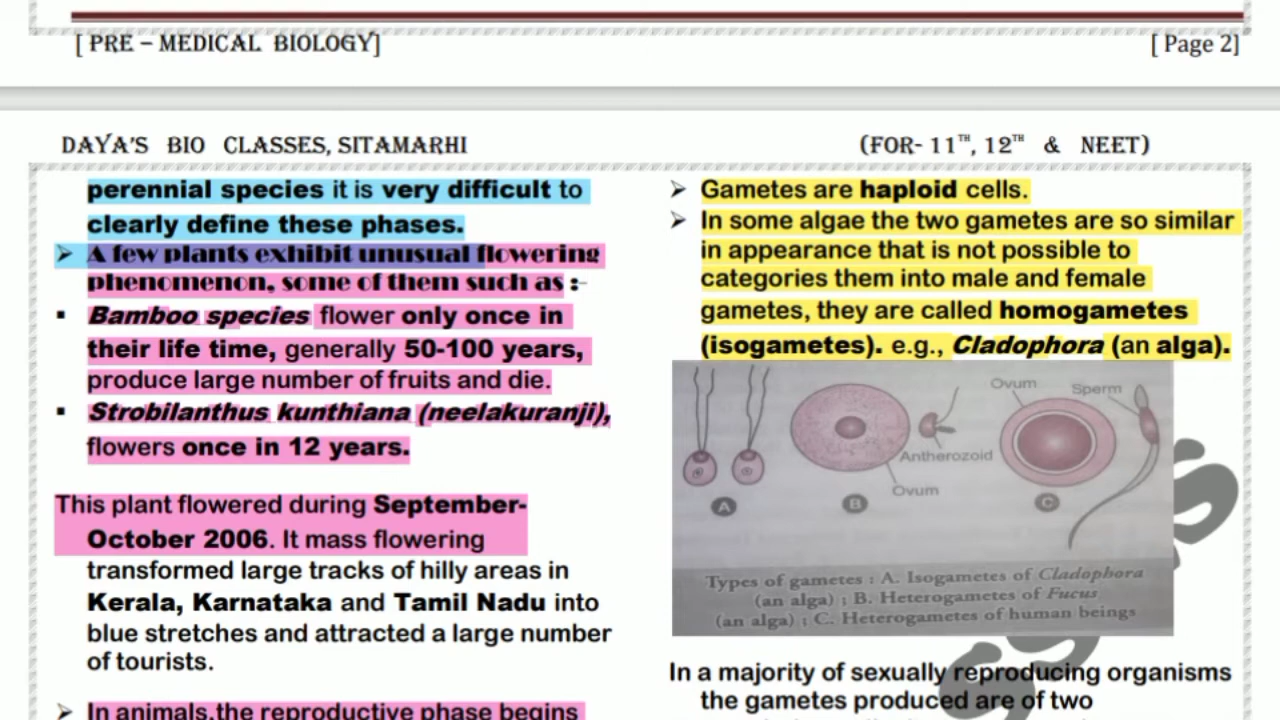 [ PRE – MEDICAL BIOLOGY]
[ Page 2]
DAYA'S BIO CLASSES, SITAMARHI
(FOR- 11TH, 12TH & NEET)
perennial species it is very difficult to
clearly define these phases.
➢ A few plants exhibit unusual flowering
phenomenon, some of them such as :-
▪ Bamboo species flower only once in
their life time, generally 50-100 years,
produce large number of fruits and die.
▪ Strobilanthus kunthiana (neelakuranji),
flowers once in 12 years.
This plant flowered during September-
October 2006. It mass flowering
transformed large tracks of hilly areas in
Kerala, Karnataka and Tamil Nadu into
blue stretches and attracted a large number
of tourists.
➢ In animals,the reproductive phase begins
➢ Gametes are haploid cells.
➢ In some algae the two gametes are so similar
in appearance that is not possible to
categories them into male and female
gametes, they are called homogametes
(isogametes). e.g., Cladophora (an alga).
Ovum
Sperm
Antherozoid
Ovum
A
B
C
Types of gametes : A. Isogametes of Cladophora
(an alga) ; B. Heterogametes of Fucus
(an alga) ; C. Heterogametes of human beings
In a majority of sexually reproducing organisms
the gametes produced are of two